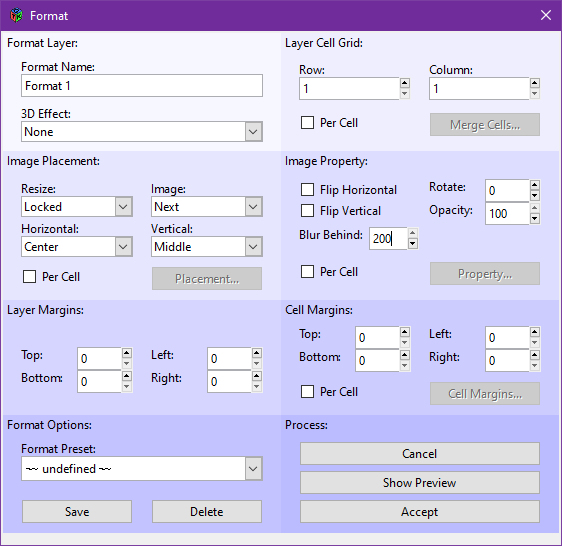 Format
Format Layer:
Format Name:
Format 1
3D Effect:
None
Layer Cell Grid:
Row: Column:
1 1
Per Cell Merge Cells...
Image Placement:
Resize: Image:
Locked Next
Horizontal: Vertical:
Center Middle
Per Cell Placement...
Image Property:
Flip Horizontal Rotate: 0
Flip Vertical Opacity: 100
Blur Behind: 200
Per Cell Property...
Layer Margins:
Top: 0 Left: 0
Bottom: 0 Right: 0
Cell Margins:
Top: 0 Left: 0
Bottom: 0 Right: 0
Per Cell Cell Margins...
Format Options:
Format Preset:
~~ undefined ~~
Save Delete
Process:
Cancel
Show Preview
Accept